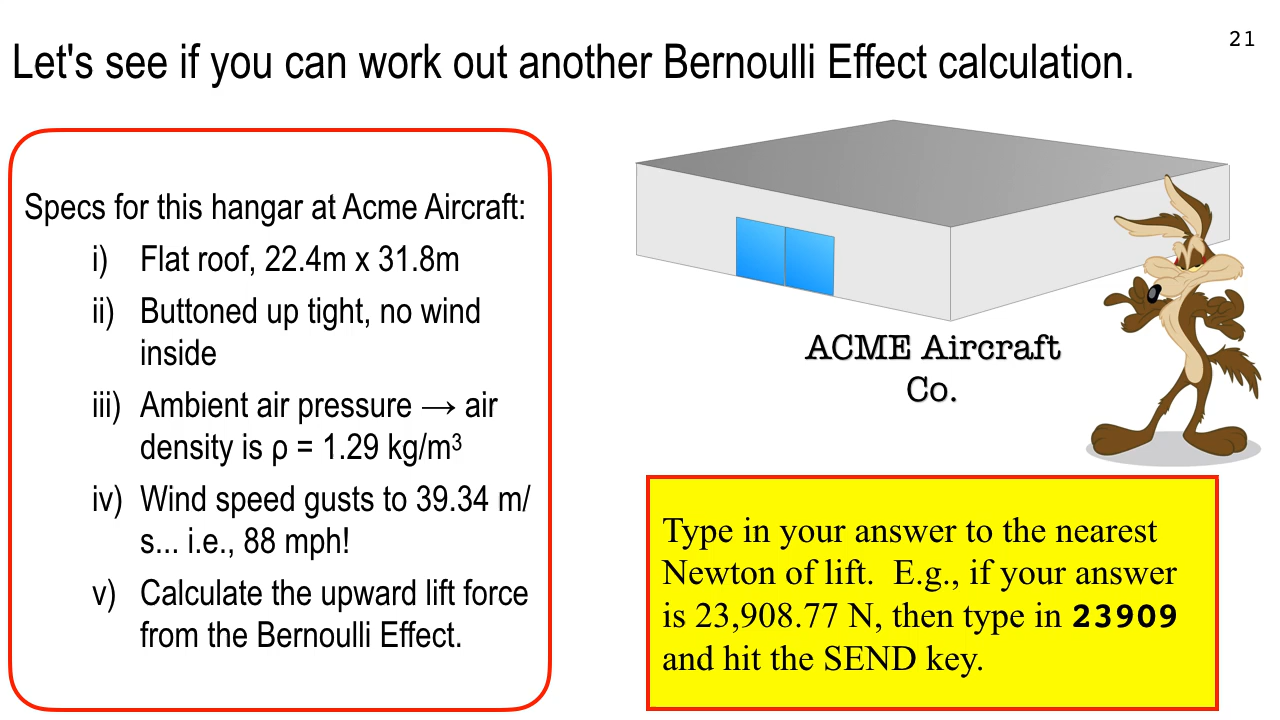 21
Let's see if you can work out another Bernoulli Effect calculation.
Specs for this hangar at Acme Aircraft:
i) Flat roof, 22.4m x 31.8m
ii) Buttoned up tight, no wind
inside
iii) Ambient air pressure → air
density is ρ = 1.29 kg/m³
iv) Wind speed gusts to 39.34 m/
s... i.e., 88 mph!
v) Calculate the upward lift force
from the Bernoulli Effect.
ACME Aircraft
Co.
Type in your answer to the nearest
Newton of lift.  E.g., if your answer
is 23,908.77 N, then type in 23909
and hit the SEND key.